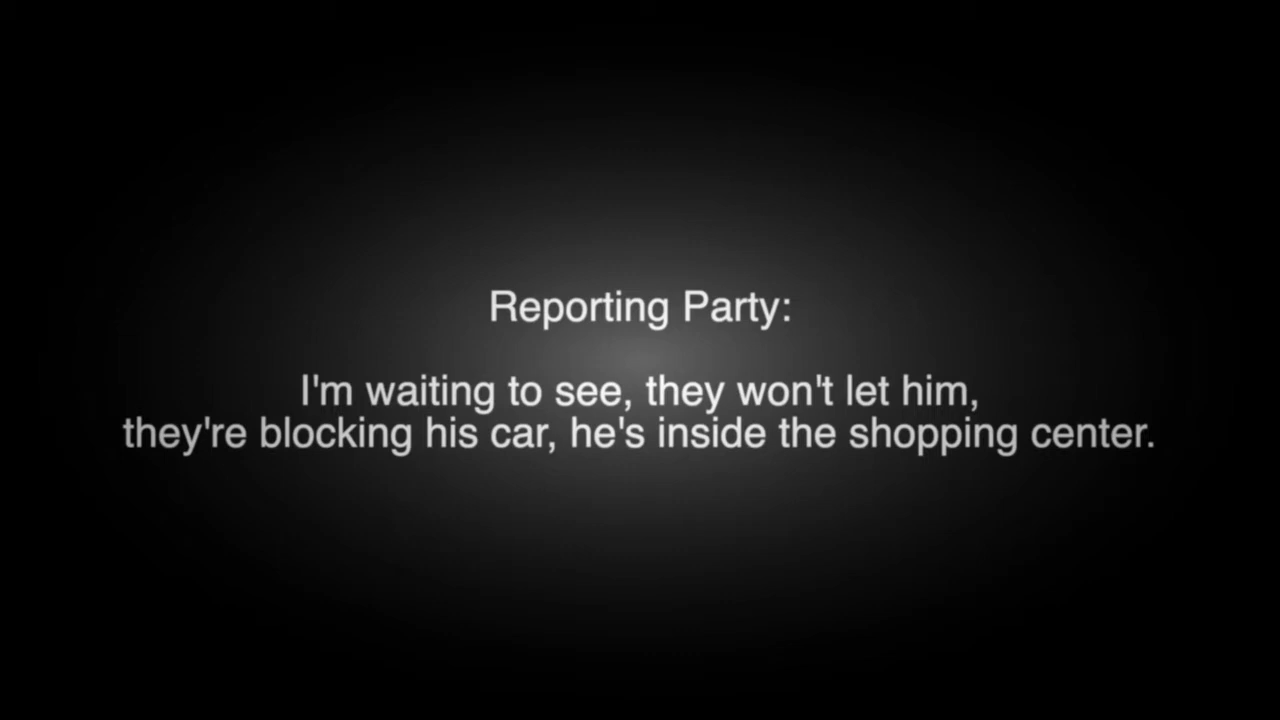 Reporting Party:
I'm waiting to see, they won't let him,
they're blocking his car, he's inside the shopping center.